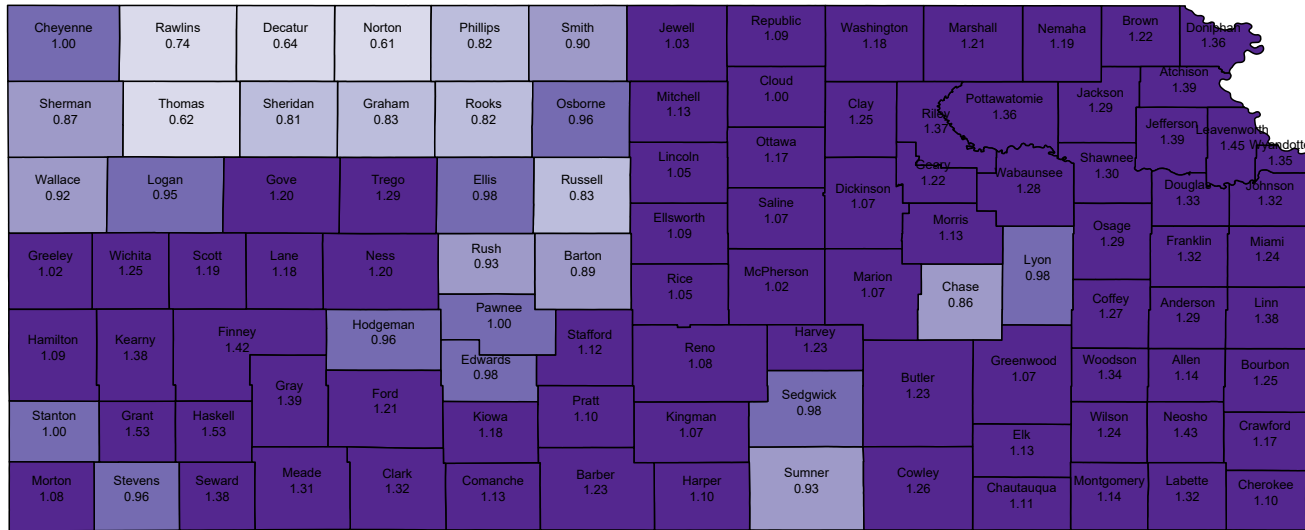 Cheyenne
1.00
Rawlins
0.74
Decatur
0.64
Norton
0.61
Phillips
0.82
Smith
0.90
Jewell
1.03
Republic
1.09
Washington
1.18
Marshall
1.21
Nemaha
1.19
Brown
1.22
Doniphan
1.36
Sherman
0.87
Thomas
0.62
Sheridan
0.81
Graham
0.83
Rooks
0.82
Osborne
0.96
Mitchell
1.13
Cloud
1.00
Clay
1.25
Riley
1.37
Pottawatomie
1.36
Jackson
1.29
Atchison
1.39
Jefferson
1.39
Leavenworth
1.45
Wyandotte
1.35
Wallace
0.92
Logan
0.95
Gove
1.20
Trego
1.29
Ellis
0.98
Russell
0.83
Lincoln
1.05
Ottawa
1.17
Dickinson
1.07
Geary
1.22
Wabaunsee
1.28
Shawnee
1.30
Douglas
1.33
Johnson
1.32
Greeley
1.02
Wichita
1.25
Scott
1.19
Lane
1.18
Ness
1.20
Rush
0.93
Barton
0.89
Ellsworth
1.09
Saline
1.07
Morris
1.13
Lyon
0.98
Osage
1.29
Franklin
1.32
Miami
1.24
Rice
1.05
McPherson
1.02
Marion
1.07
Chase
0.86
Coffey
1.27
Anderson
1.29
Linn
1.38
Hamilton
1.09
Kearny
1.38
Finney
1.42
Hodgeman
0.96
Pawnee
1.00
Edwards
0.98
Stafford
1.12
Reno
1.08
Harvey
1.23
Butler
1.23
Greenwood
1.07
Woodson
1.34
Allen
1.14
Bourbon
1.25
Stanton
1.00
Grant
1.53
Haskell
1.53
Gray
1.39
Ford
1.21
Kiowa
1.18
Pratt
1.10
Kingman
1.07
Sedgwick
0.98
Elk
1.13
Wilson
1.24
Neosho
1.43
Crawford
1.17
Morton
1.08
Stevens
0.96
Seward
1.38
Meade
1.31
Clark
1.32
Comanche
1.13
Barber
1.23
Harper
1.10
Sumner
0.93
Cowley
1.26
Chautauqua
1.11
Montgomery
1.14
Labette
1.32
Cherokee
1.10